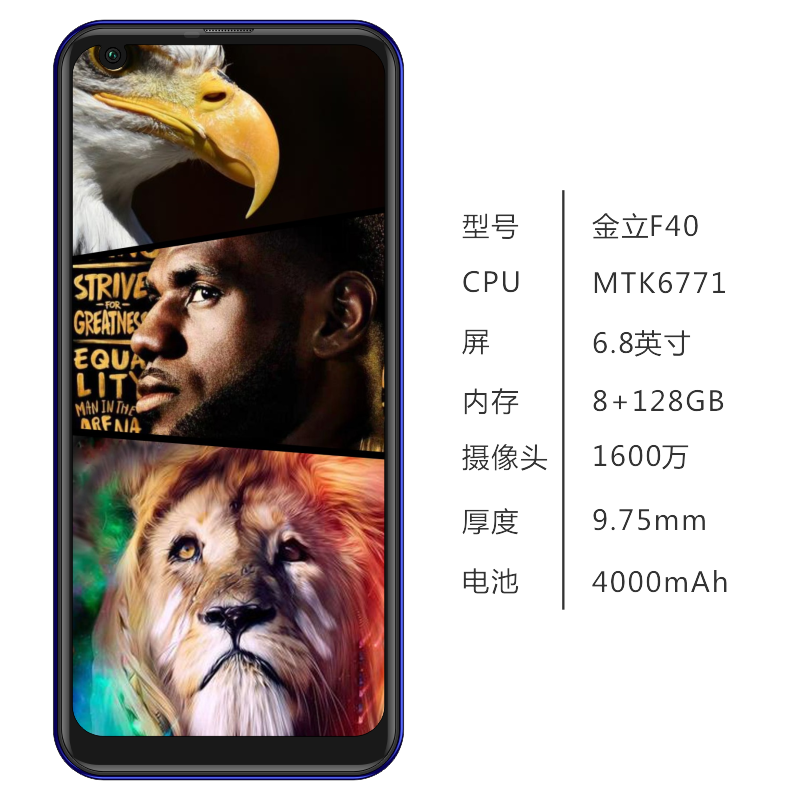 STRIVE
FOR
GREATNESS
EQUA
LITY
MAN IN THE
ARENA
型号 金立F40
CPU MTK6771
屏 6.8英寸
内存 8+128GB
摄像头 1600万
厚度 9.75mm
电池 4000mAh